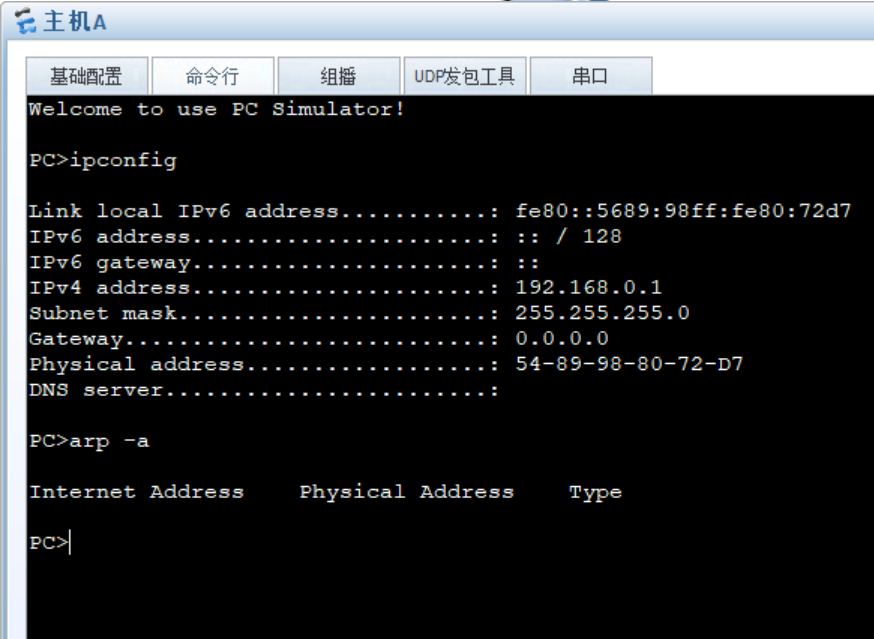 主机A
基础配置 命令行 组播 UDP发包工具 串口
Welcome to use PC Simulator!
PC>ipconfig
Link local IPv6 address...........: fe80::5689:98ff:fe80:72d7
IPv6 address......................: :: / 128
IPv6 gateway......................: ::
IPv4 address......................: 192.168.0.1
Subnet mask.......................: 255.255.255.0
Gateway...........................: 0.0.0.0
Physical address..................: 54-89-98-80-72-D7
DNS server........................:
PC>arp -a
Internet Address    Physical Address    Type
PC>